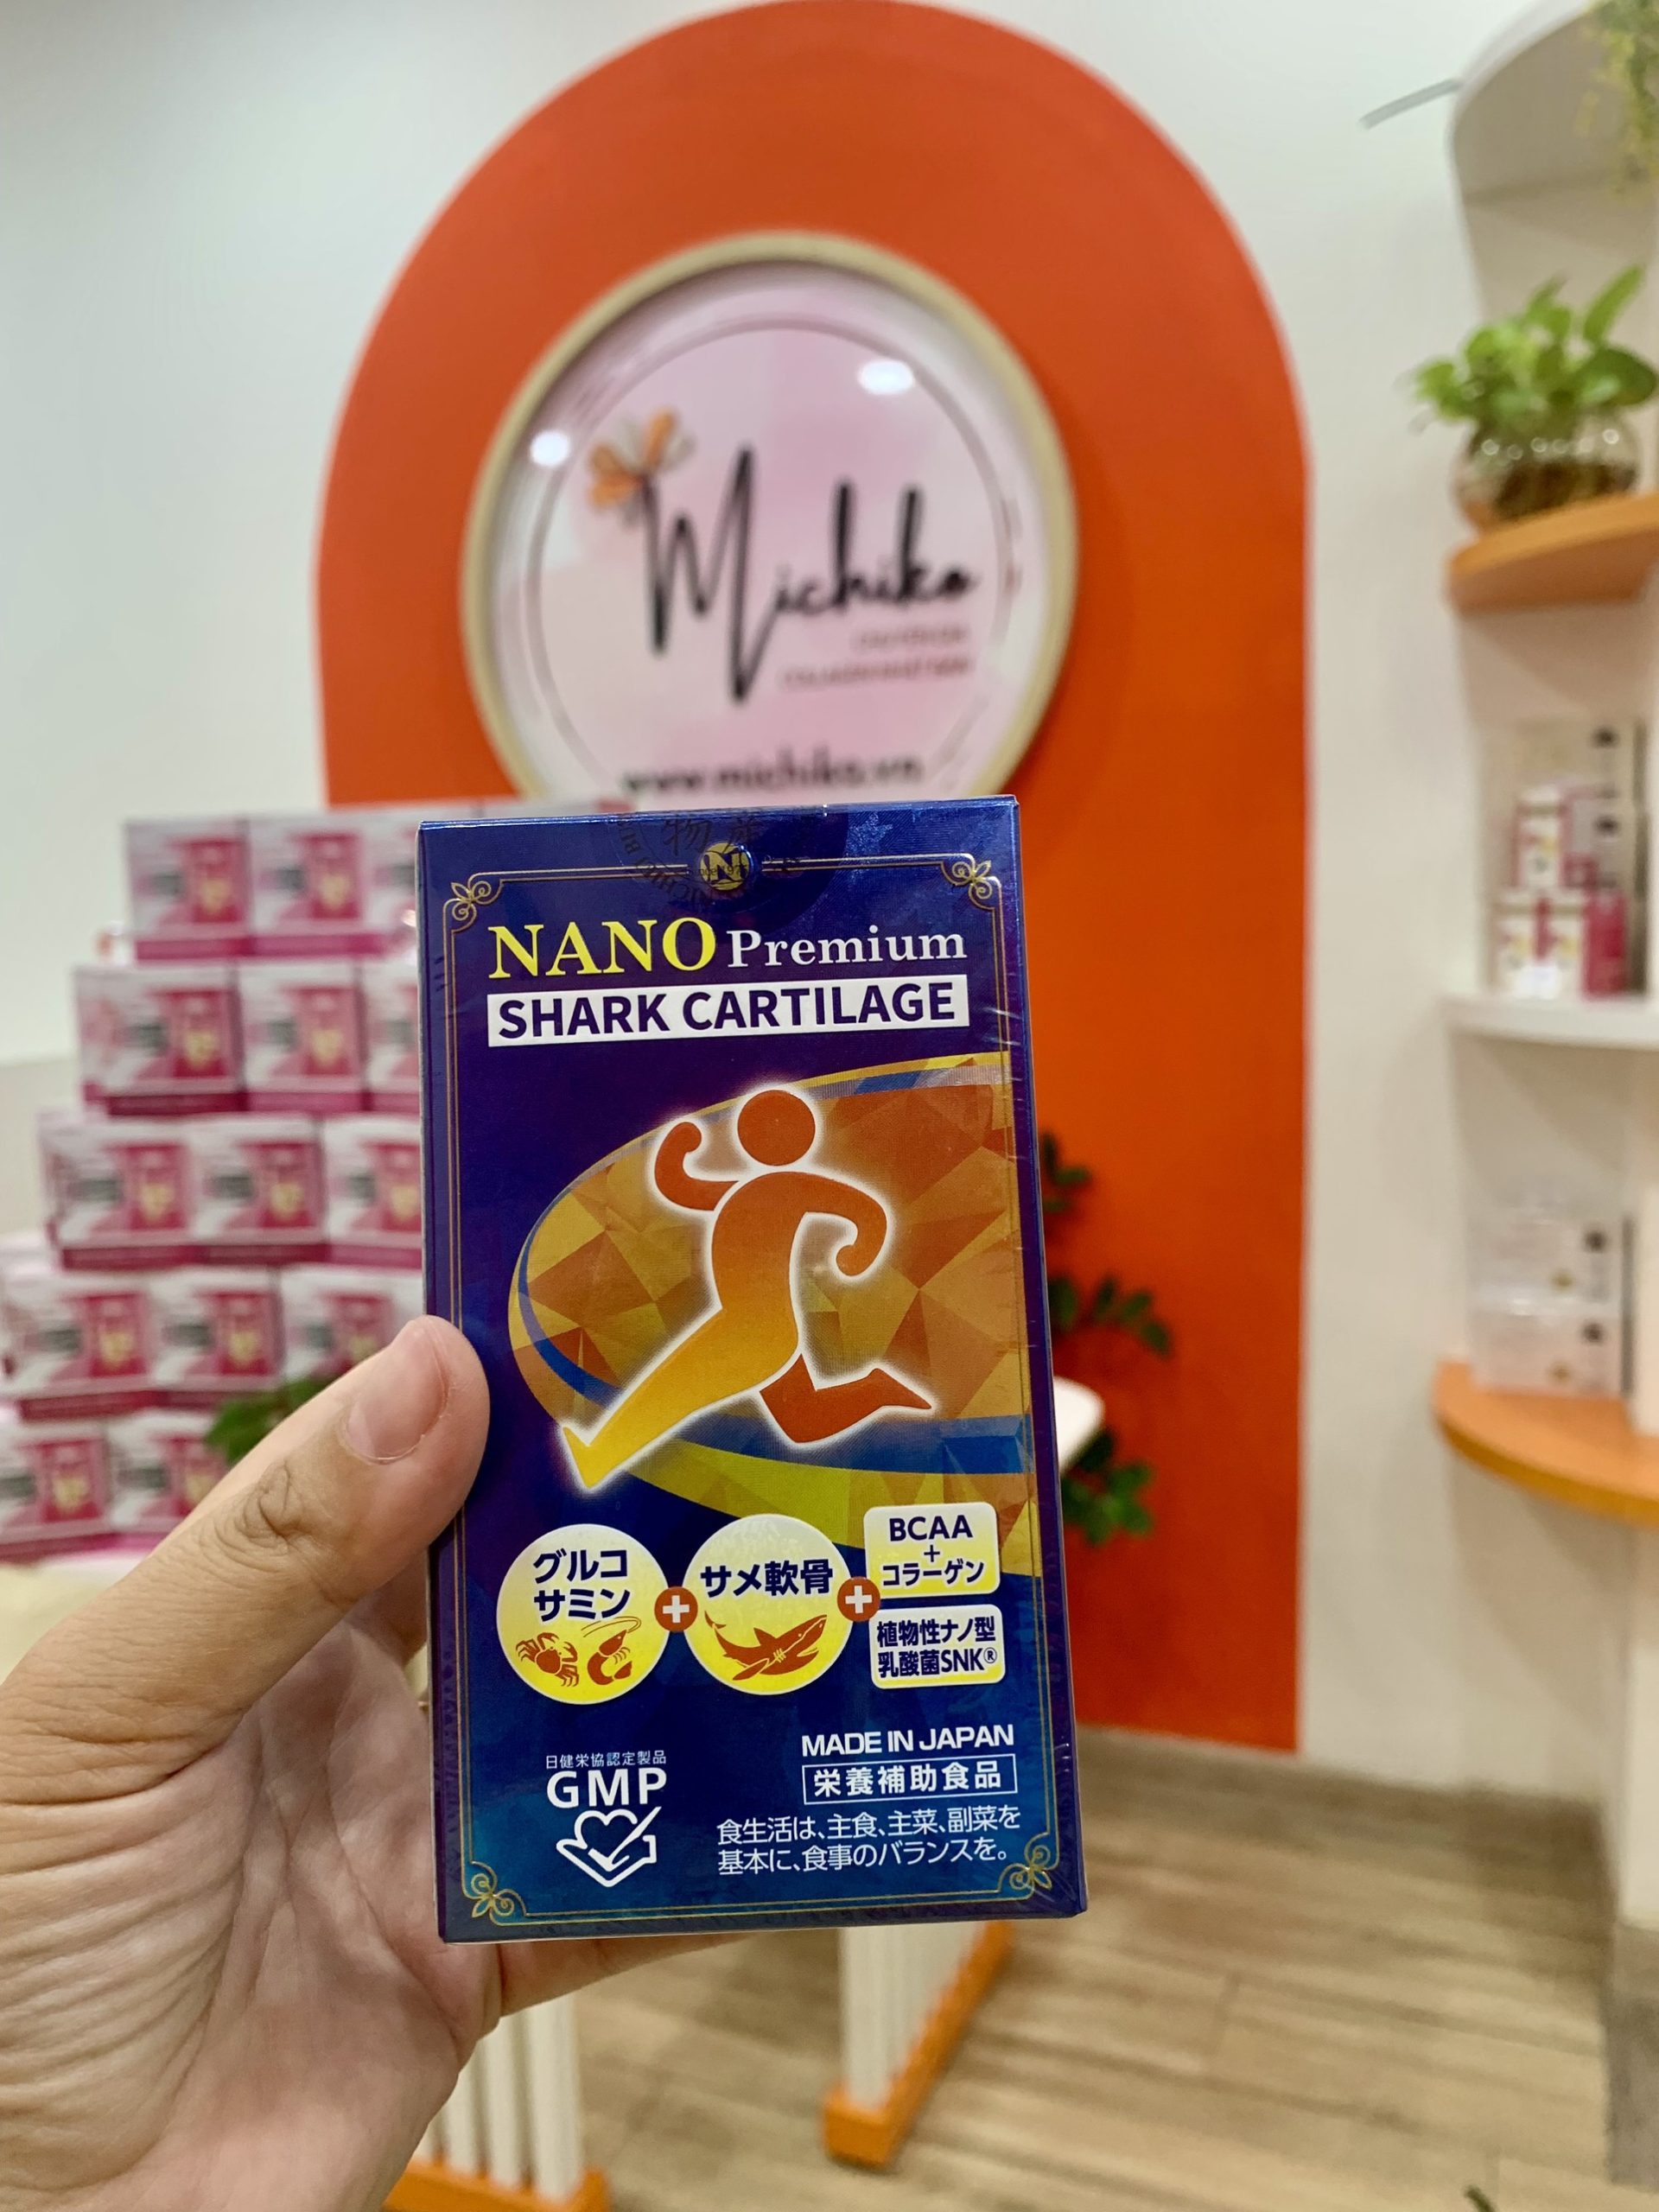 Michiko
www.michiko.vn
物産
N
NANO Premium
SHARK CARTILAGE
グルコ
サミン
サメ軟骨
BCAA
+
コラーゲン
植物性ナノ型
乳酸菌SNK®
日健栄協認定製品
GMP
MADE IN JAPAN
栄養補助食品
食生活は、主食、主菜、副菜を
基本に、食事のバランスを。